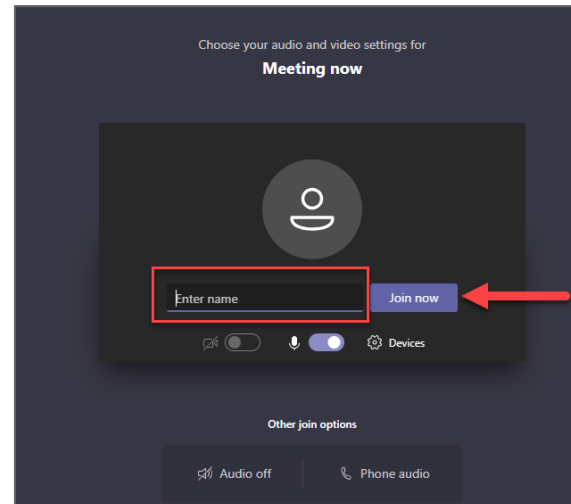 Choose your audio and video settings for
Meeting now
Enter name
Join now
Devices
Other join options
Audio off
Phone audio